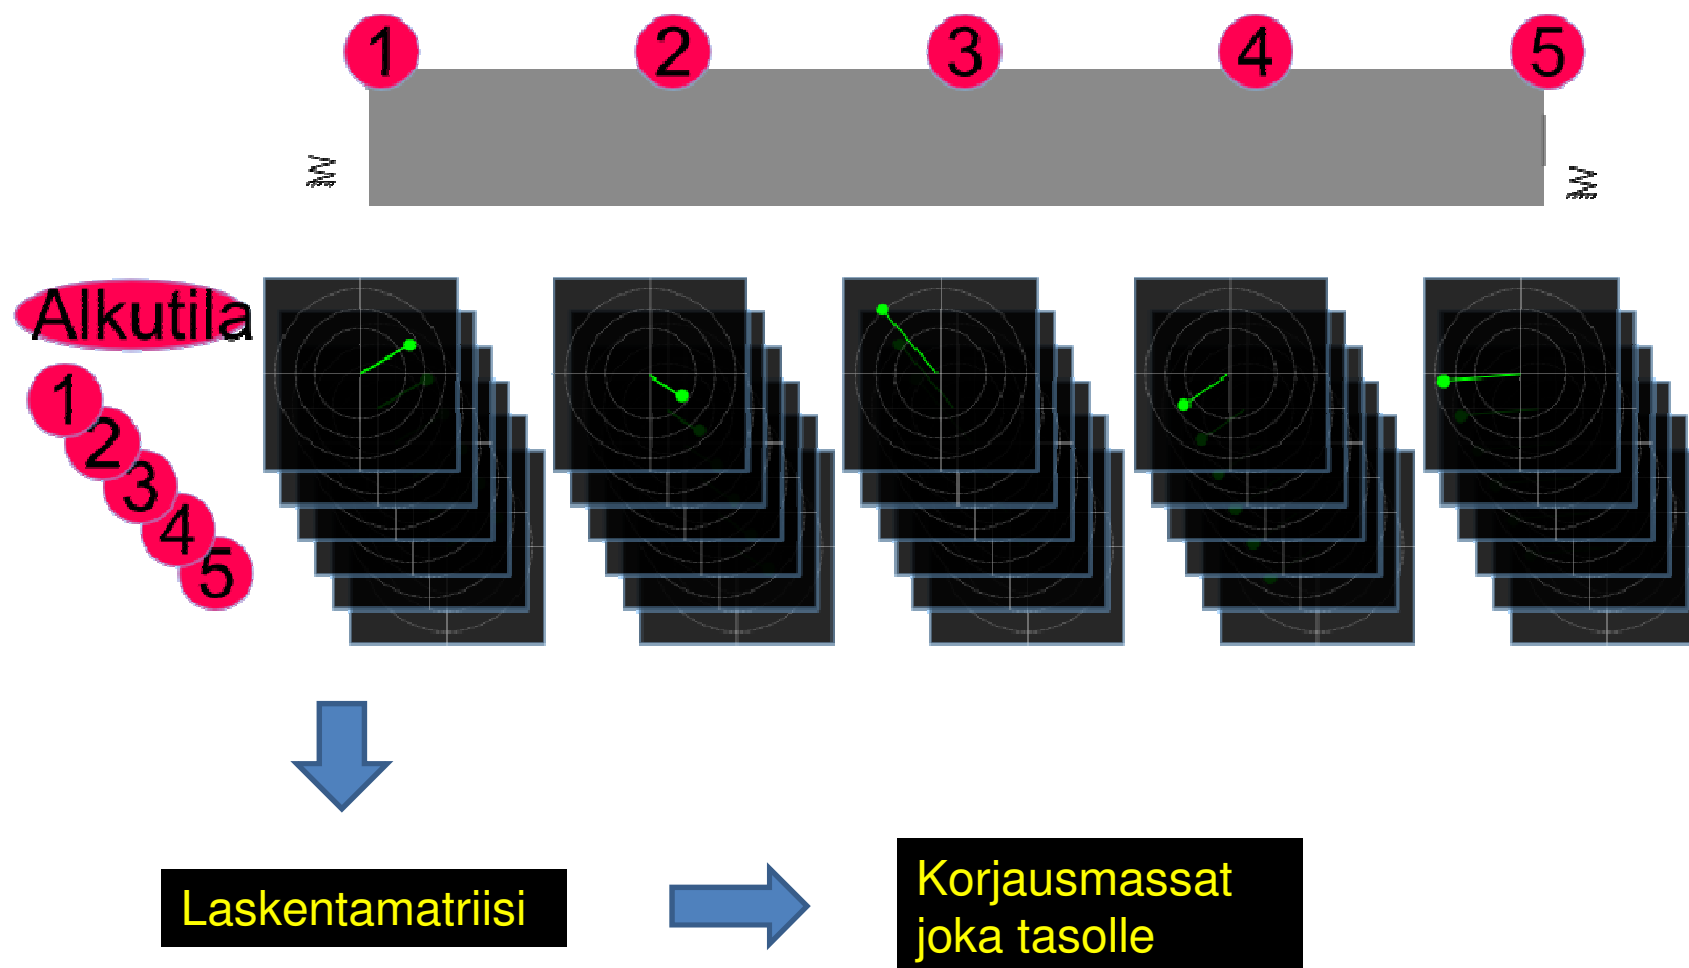 1 2 3 4 5
Alkutila
1
2
3
4
5
Laskentamatriisi
Korjausmassat
joka tasolle